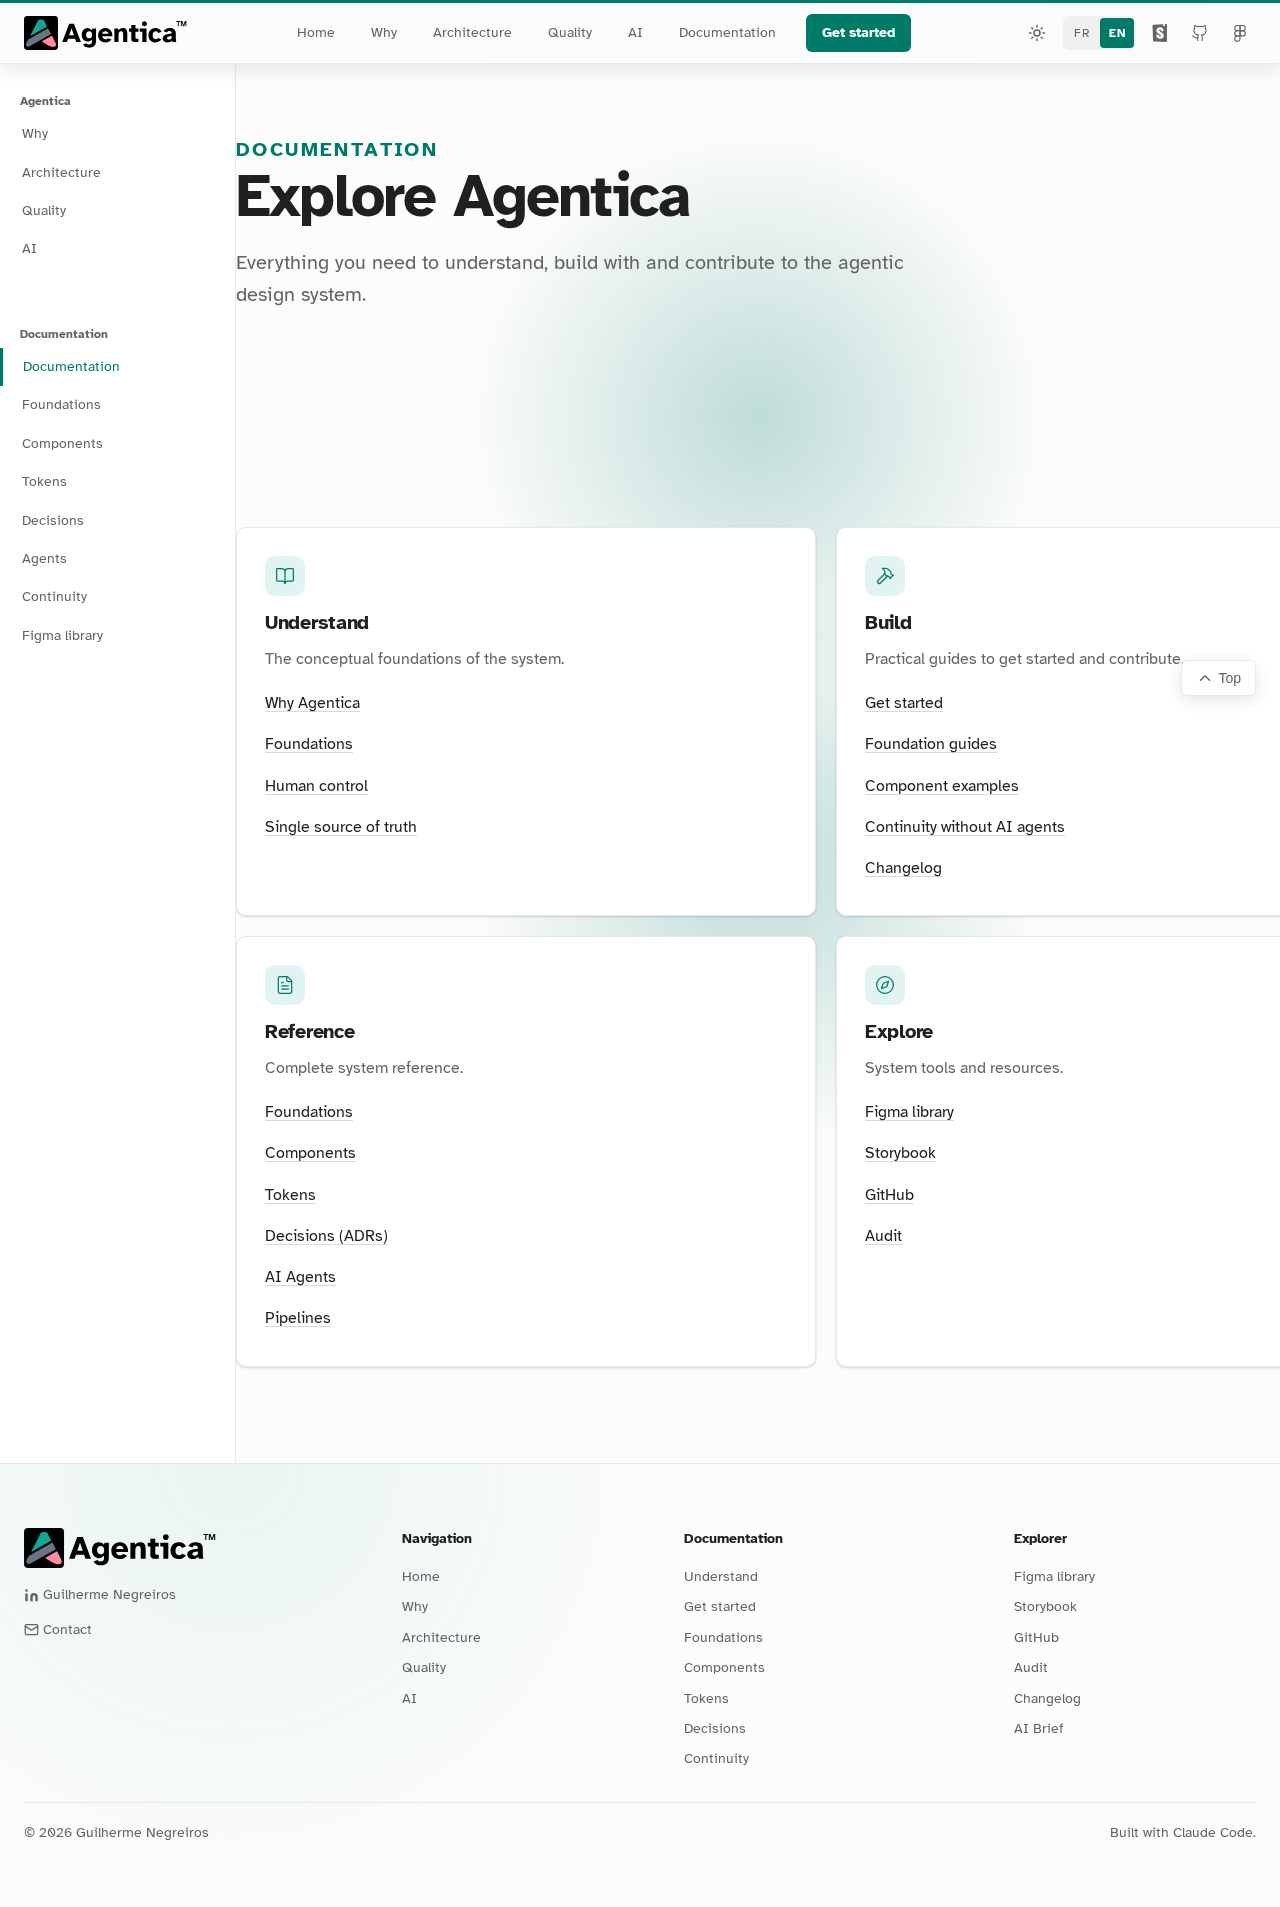 Agentica™
Home
Why
Architecture
Quality
AI
Documentation
Get started
FR
EN
Agentica
Why
Architecture
Quality
AI
Documentation
Documentation
Foundations
Components
Tokens
Decisions
Agents
Continuity
Figma library
DOCUMENTATION
Explore Agentica
Everything you need to understand, build with and contribute to the agentic
design system.
Understand
The conceptual foundations of the system.
Why Agentica
Foundations
Human control
Single source of truth
Build
Practical guides to get started and contribute.
Get started
Foundation guides
Component examples
Continuity without AI agents
Changelog
Top
Reference
Complete system reference.
Foundations
Components
Tokens
Decisions (ADRs)
AI Agents
Pipelines
Explore
System tools and resources.
Figma library
Storybook
GitHub
Audit
Agentica™
Guilherme Negreiros
Contact
Navigation
Home
Why
Architecture
Quality
AI
Documentation
Understand
Get started
Foundations
Components
Tokens
Decisions
Continuity
Explorer
Figma library
Storybook
GitHub
Audit
Changelog
AI Brief
© 2026 Guilherme Negreiros
Built with Claude Code.